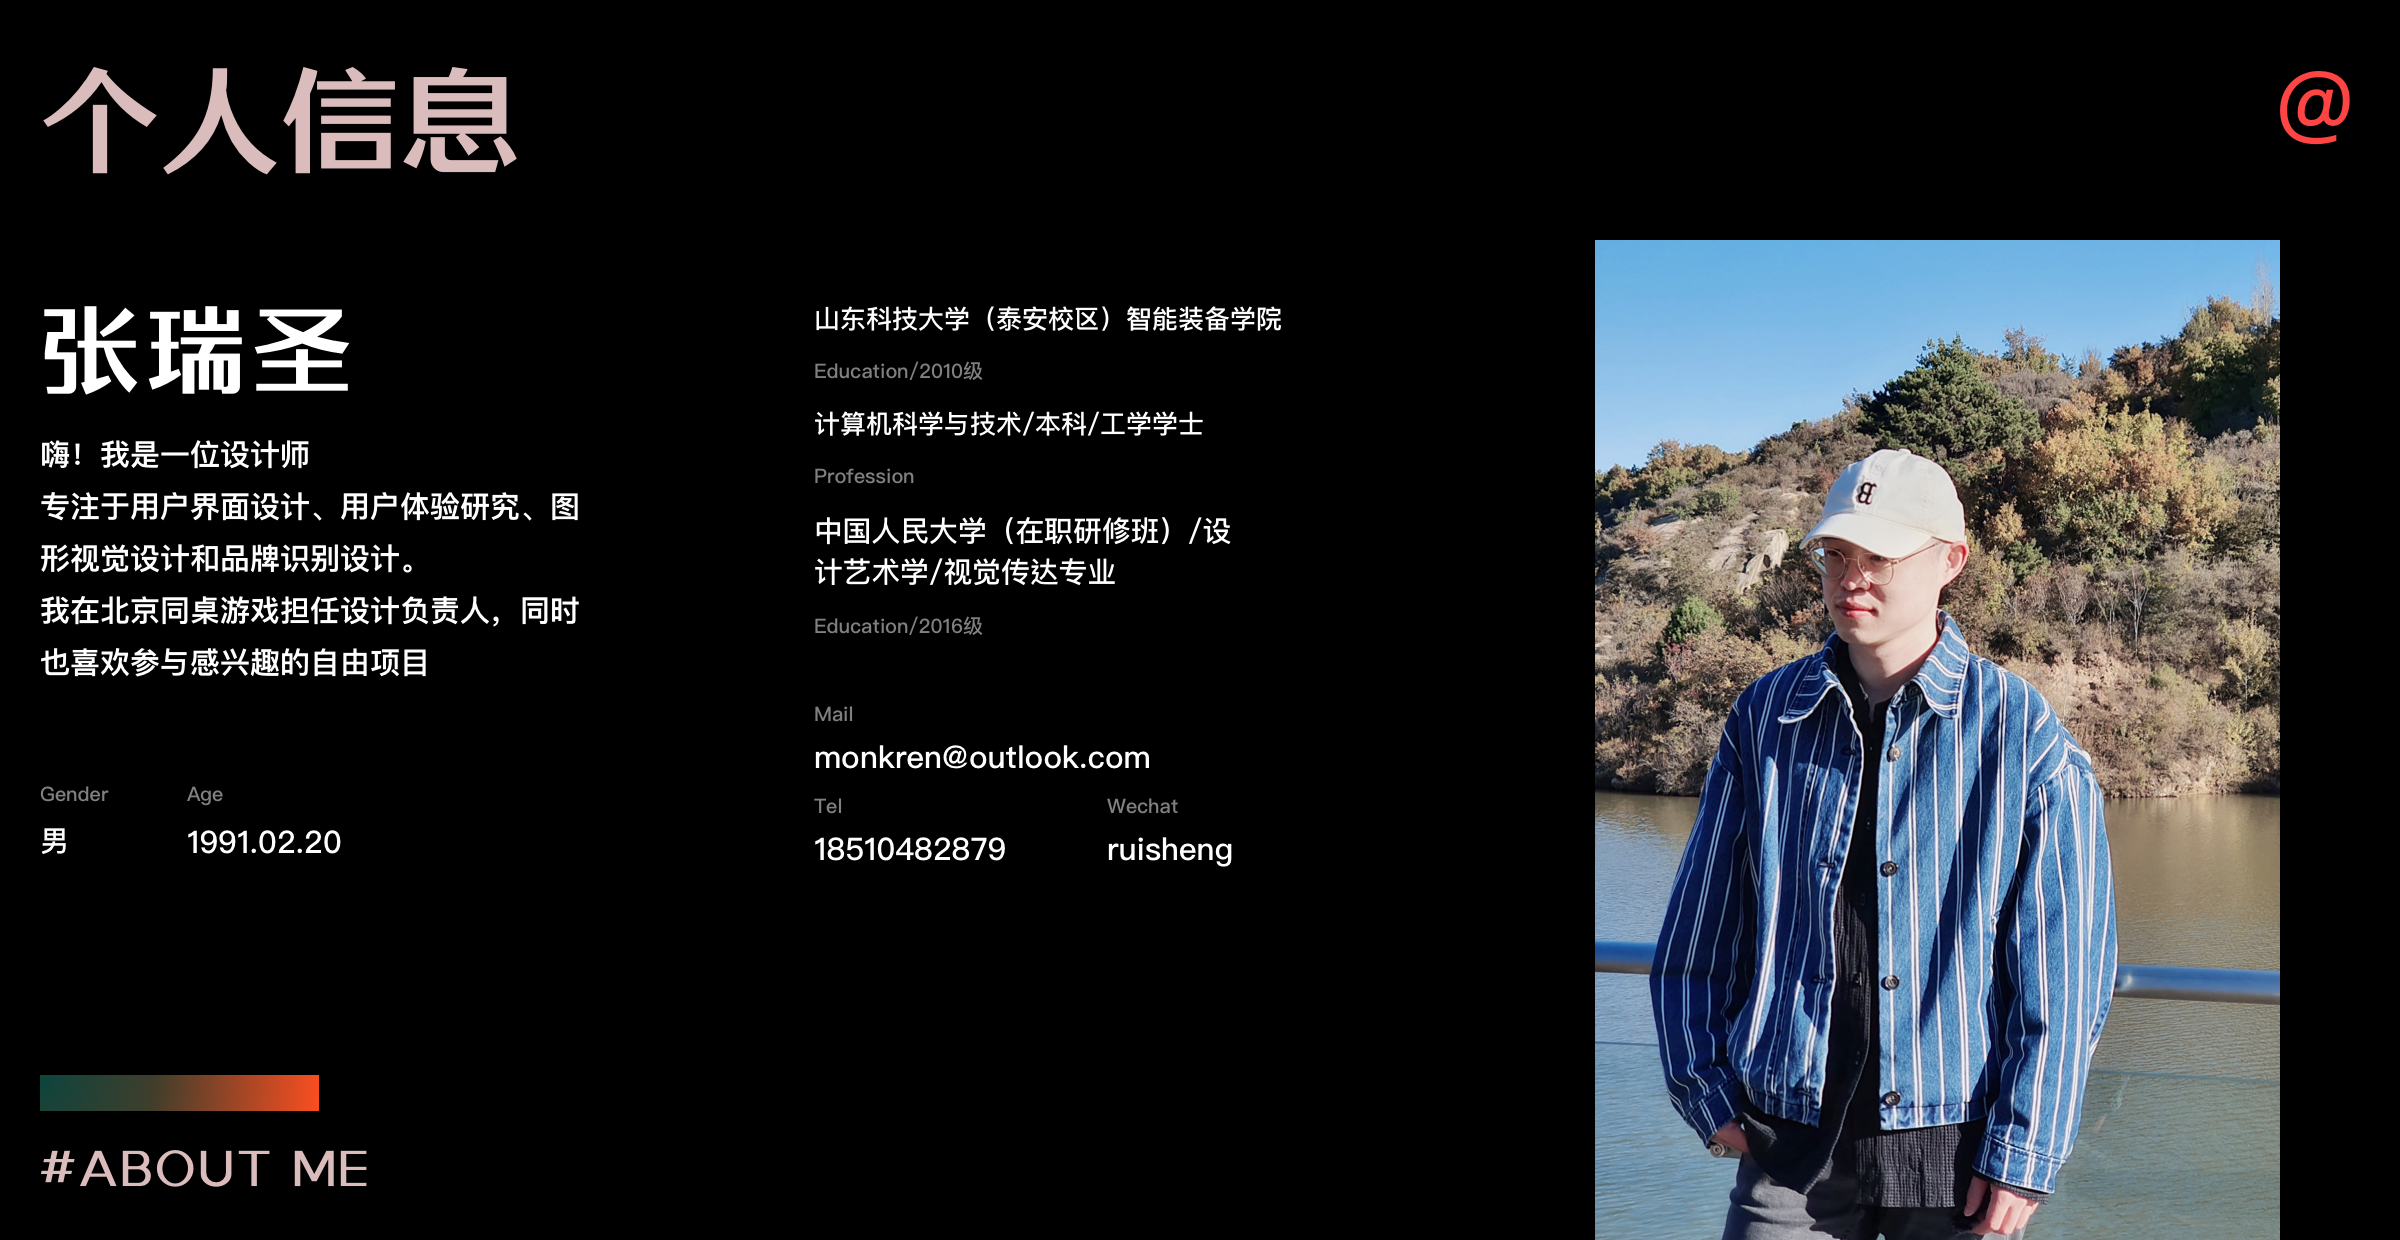 个人信息
@
张瑞圣
嗨！我是一位设计师
专注于用户界面设计、用户体验研究、图
形视觉设计和品牌识别设计。
我在北京同桌游戏担任设计负责人，同时
也喜欢参与感兴趣的自由项目
Gender
Age
男
1991.02.20
山东科技大学（泰安校区）智能装备学院
Education/2010级
计算机科学与技术/本科/工学学士
Profession
中国人民大学（在职研修班）/设
计艺术学/视觉传达专业
Education/2016级
Mail
monkren@outlook.com
Tel
Wechat
18510482879
ruisheng
#ABOUT ME